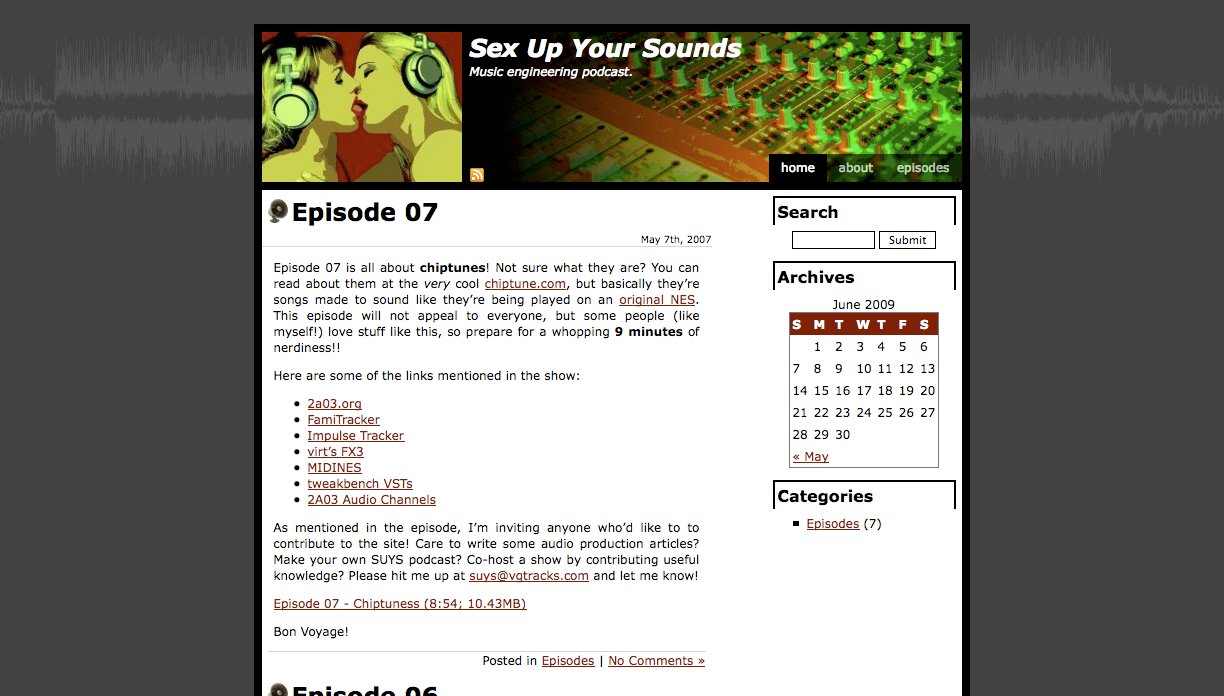 Sex Up Your Sounds
Music engineering podcast.
home about episodes
Episode 07
May 7th, 2007
Episode 07 is all about chiptunes! Not sure what they are? You can
read about them at the very cool chiptune.com, but basically they’re
songs made to sound like they’re being played on an original NES.
This episode will not appeal to everyone, but some people (like
myself!) love stuff like this, so prepare for a whopping 9 minutes of
nerdiness!!
Here are some of the links mentioned in the show:
2a03.org
FamiTracker
Impulse Tracker
virt’s FX3
MIDINES
tweakbench VSTs
2A03 Audio Channels
As mentioned in the episode, I’m inviting anyone who’d like to to
contribute to the site! Care to write some audio production articles?
Make your own SUYS podcast? Co-host a show by contributing useful
knowledge? Please hit me up at suys@vgtracks.com and let me know!
Episode 07 - Chiptuness (8:54; 10.43MB)
Bon Voyage!
Posted in Episodes | No Comments »
Episode 06
Search
Submit
Archives
June 2009
S M T W T F S
1 2 3 4 5 6
7 8 9 10 11 12 13
14 15 16 17 18 19 20
21 22 23 24 25 26 27
28 29 30
« May
Categories
Episodes (7)